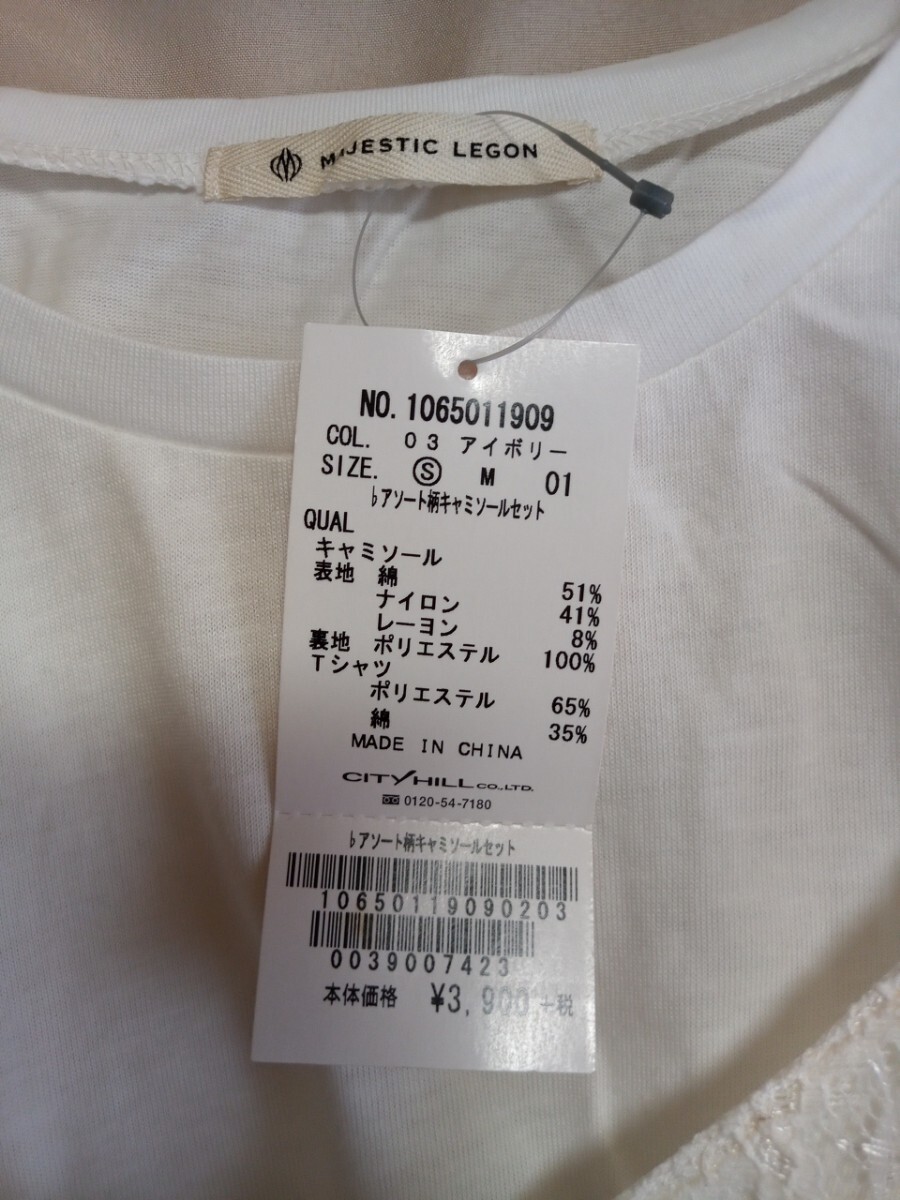 MAJESTIC LEGON
NO. 1065011909
COL. 03 アイボリー
SIZE. Ⓢ M 01
♭アソート柄キャミソールセット
QUAL
キャミソール
表地 綿 51%
ナイロン 41%
レーヨン 8%
裏地 ポリエステル 100%
Tシャツ
ポリエステル 65%
綿 35%
MADE IN CHINA
CITY HILL CO.,LTD.
0120-54-7180
♭アソート柄キャミソールセット
10650119090203
0039007423
本体価格 ¥3,900+税